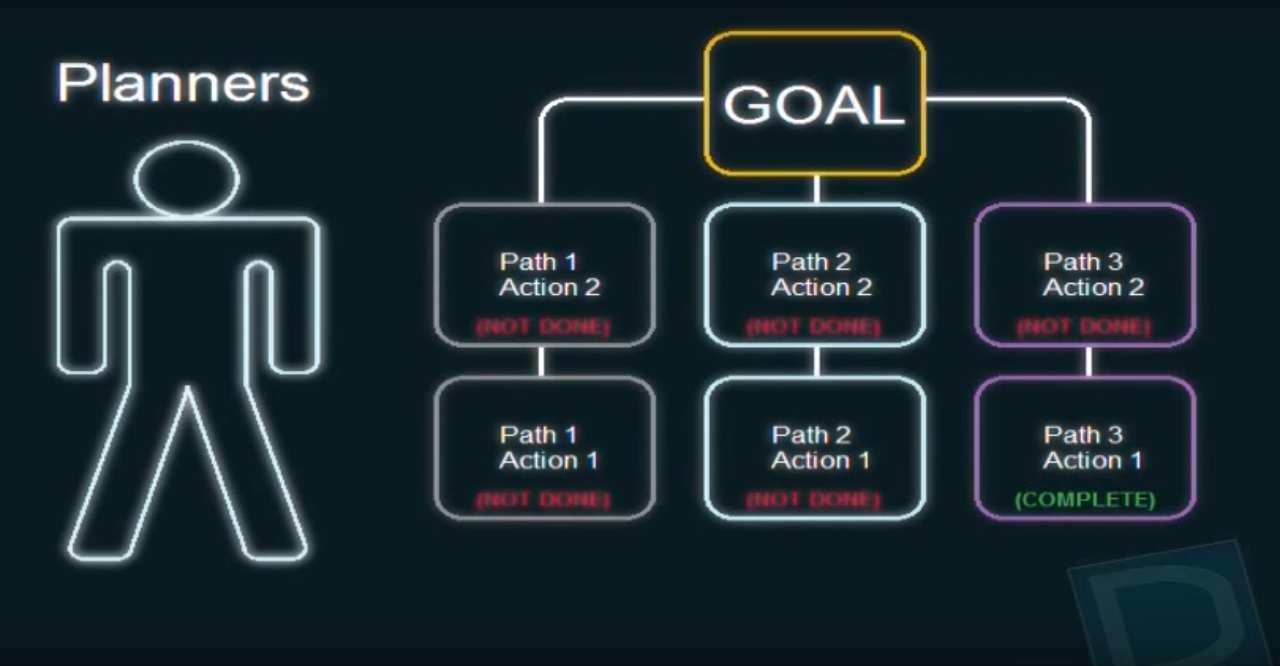 Planners
GOAL
Path 1
Action 2
(NOT DONE)
Path 2
Action 2
(NOT DONE)
Path 3
Action 2
(NOT DONE)
Path 1
Action 1
(NOT DONE)
Path 2
Action 1
(NOT DONE)
Path 3
Action 1
(COMPLETE)
D